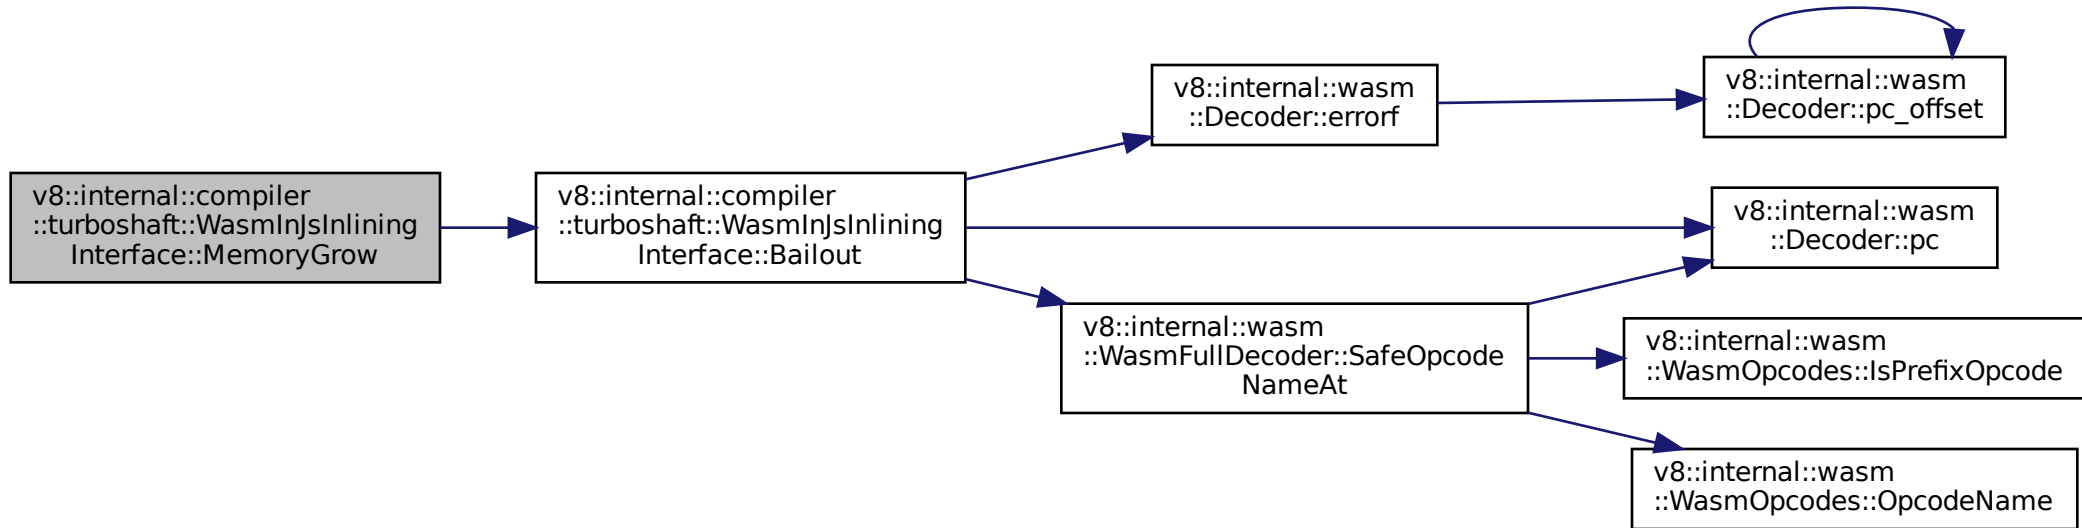 v8::internal::compiler
::turboshaft::WasmInJsInlining
Interface::MemoryGrow
v8::internal::compiler
::turboshaft::WasmInJsInlining
Interface::Bailout
v8::internal::wasm
::Decoder::errorf
v8::internal::wasm
::Decoder::pc_offset
v8::internal::wasm
::Decoder::pc
v8::internal::wasm
::WasmFullDecoder::SafeOpcode
NameAt
v8::internal::wasm
::WasmOpcodes::IsPrefixOpcode
v8::internal::wasm
::WasmOpcodes::OpcodeName